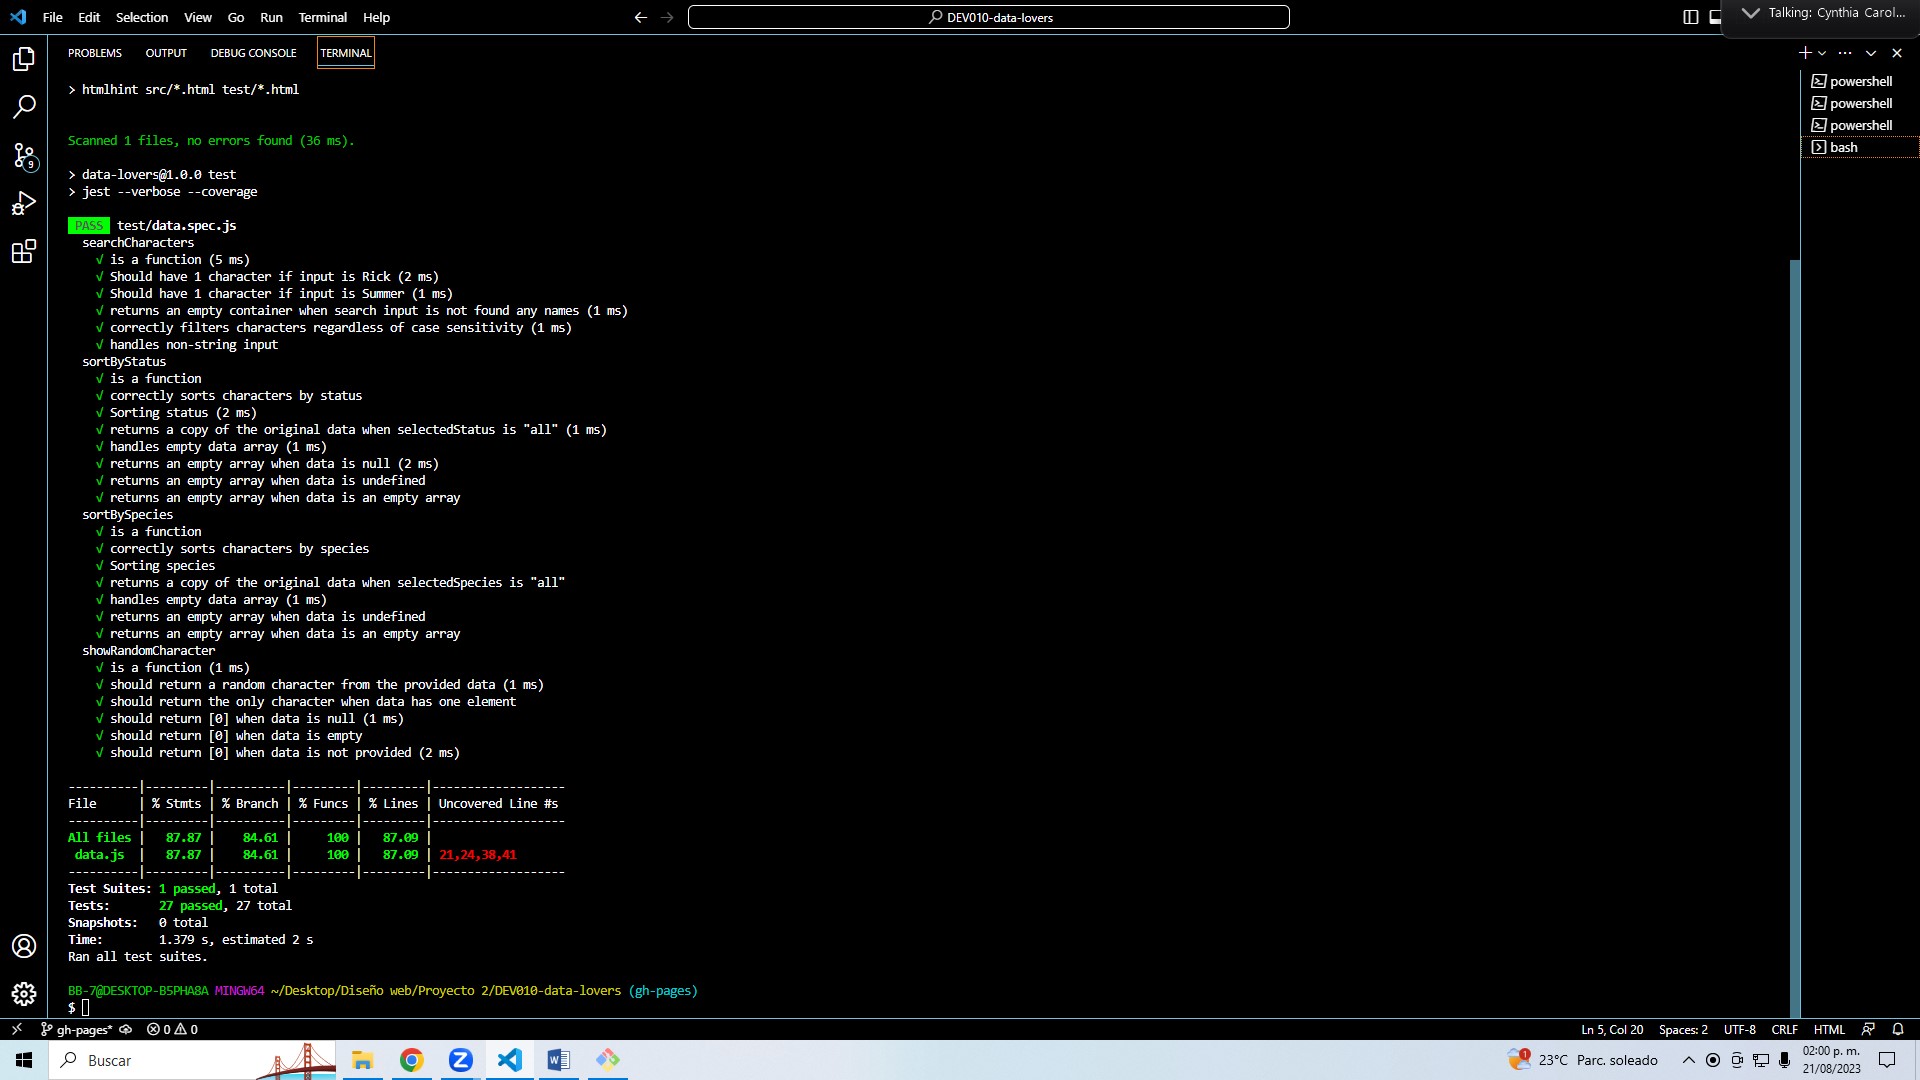 File Edit Selection View Go Run Terminal Help
DEV010-data-lovers
Talking: Cynthia Carol...
PROBLEMS OUTPUT DEBUG CONSOLE TERMINAL
> htmlhint src/*.html test/*.html
Scanned 1 files, no errors found (36 ms).
> data-lovers@1.0.0 test
> jest --verbose --coverage
PASS test/data.spec.js
searchCharacters
√ is a function (5 ms)
√ Should have 1 character if input is Rick (2 ms)
√ Should have 1 character if input is Summer (1 ms)
√ returns an empty container when search input is not found any names (1 ms)
√ correctly filters characters regardless of case sensitivity (1 ms)
√ handles non-string input
sortByStatus
√ is a function
√ correctly sorts characters by status
√ Sorting status (2 ms)
√ returns a copy of the original data when selectedStatus is "all" (1 ms)
√ handles empty data array (1 ms)
√ returns an empty array when data is null (2 ms)
√ returns an empty array when data is undefined
√ returns an empty array when data is an empty array
sortBySpecies
√ is a function
√ correctly sorts characters by species
√ Sorting species
√ returns a copy of the original data when selectedSpecies is "all"
√ handles empty data array (1 ms)
√ returns an empty array when data is undefined
√ returns an empty array when data is an empty array
showRandomCharacter
√ is a function (1 ms)
√ should return a random character from the provided data (1 ms)
√ should return the only character when data has one element
√ should return [0] when data is null (1 ms)
√ should return [0] when data is empty
√ should return [0] when data is not provided (2 ms)
----------|---------|----------|---------|---------|-------------------
File | % Stmts | % Branch | % Funcs | % Lines | Uncovered Line #s
----------|---------|----------|---------|---------|-------------------
All files | 87.87 | 84.61 | 100 | 87.09 |
data.js | 87.87 | 84.61 | 100 | 87.09 | 21,24,38,41
----------|---------|----------|---------|---------|-------------------
Test Suites: 1 passed, 1 total
Tests: 27 passed, 27 total
Snapshots: 0 total
Time: 1.379 s, estimated 2 s
Ran all test suites.
BB-7@DESKTOP-B5PHA8A MINGW64 ~/Desktop/Diseño web/Proyecto 2/DEV010-data-lovers (gh-pages)
$
powershell
powershell
powershell
bash
9
gh-pages* 0 0
Ln 5, Col 20 Spaces: 2 UTF-8 CRLF HTML
Buscar
1 23°C Parc. soleado
02:00 p. m.
21/08/2023